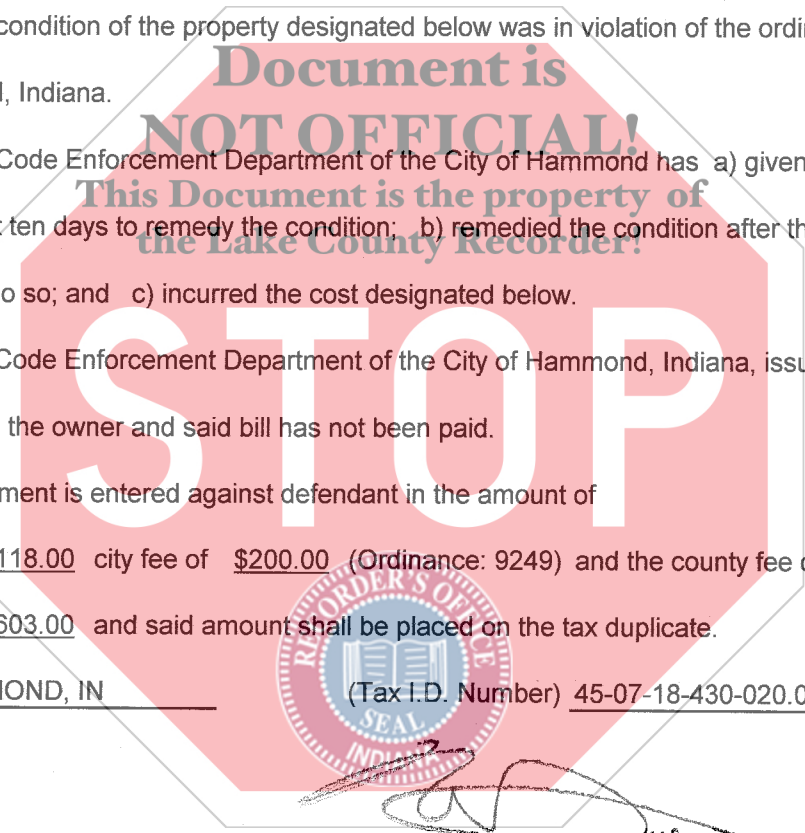 condition of the property designated below was in violation of the
Document is
Indiana.
NOT OFFICIAL!
Code Enforcement Department of the City of Hammond has a) given
This Document is the property of
ten days to remedy the condition; b) remedied the condition after
the Lake County Recorder!
so; and c) incurred the cost designated below.
STOP
Code Enforcement Department of the City of Hammond, Indiana,
the owner and said bill has not been paid.
is entered against defendant in the amount of
118.00 city fee of $200.00 (Ordinance: 9249) and the county fee
603.00 and said amount shall be placed on the tax duplicate.
RECORDER'S OFFICE
IN (Tax I.D. Number) 45-07-18-430-020.0
SEAL
INDIANA